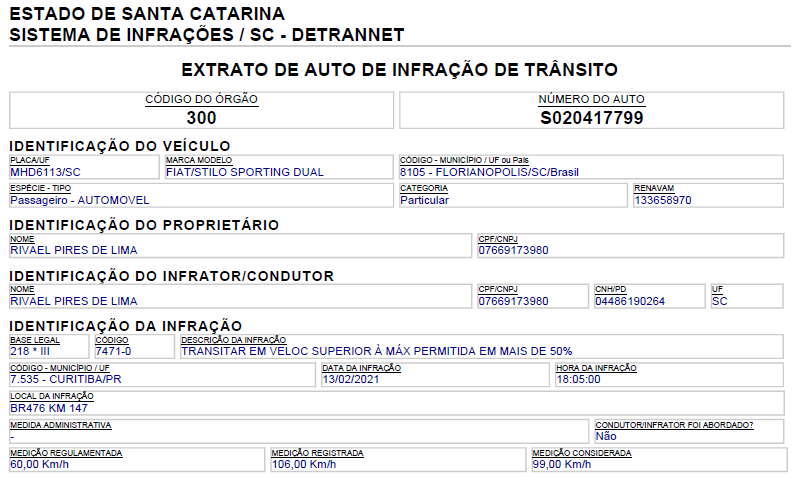 ESTADO DE SANTA CATARINA
SISTEMA DE INFRAÇÕES / SC - DETRANNET
EXTRATO DE AUTO DE INFRAÇÃO DE TRÂNSITO
CÓDIGO DO ÓRGÃO NÚMERO DO AUTO
300 S020417799
IDENTIFICAÇÃO DO VEÍCULO
PLACA/UF MARCA MODELO CÓDIGO - MUNICÍPIO / UF ou País
MHD6113/SC FIAT/STILO SPORTING DUAL 8105 - FLORIANOPOLIS/SC/Brasil
ESPÉCIE - TIPO CATEGORIA RENAVAM
Passageiro - AUTOMOVEL Particular 133658970
IDENTIFICAÇÃO DO PROPRIETÁRIO
NOME CPF/CNPJ
RIVAEL PIRES DE LIMA 07669173980
IDENTIFICAÇÃO DO INFRATOR/CONDUTOR
NOME CPF/CNPJ CNH/PD UF
RIVAEL PIRES DE LIMA 07669173980 04486190264 SC
IDENTIFICAÇÃO DA INFRAÇÃO
BASE LEGAL CÓDIGO DESCRIÇÃO DA INFRAÇÃO
218 * III 7471-0 TRANSITAR EM VELOC SUPERIOR À MÁX PERMITIDA EM MAIS DE 50%
CÓDIGO - MUNICÍPIO / UF DATA DA INFRAÇÃO HORA DA INFRAÇÃO
7.535 - CURITIBA/PR 13/02/2021 18:05:00
LOCAL DA INFRAÇÃO
BR476 KM 147
MEDIDA ADMINISTRATIVA CONDUTOR/INFRATOR FOI ABORDADO?
- Não
MEDIÇÃO REGULAMENTADA MEDIÇÃO REGISTRADA MEDIÇÃO CONSIDERADA
60,00 Km/h 106,00 Km/h 99,00 Km/h